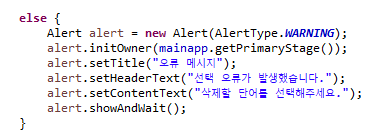 else {
    Alert alert = new Alert(AlertType.WARNING);
    alert.initOwner(mainapp.getPrimaryStage());
    alert.setTitle("오류 메시지");
    alert.setHeaderText("선택 오류가 발생했습니다.");
    alert.setContentText("삭제할 단어를 선택해주세요.");
    alert.showAndWait();
}